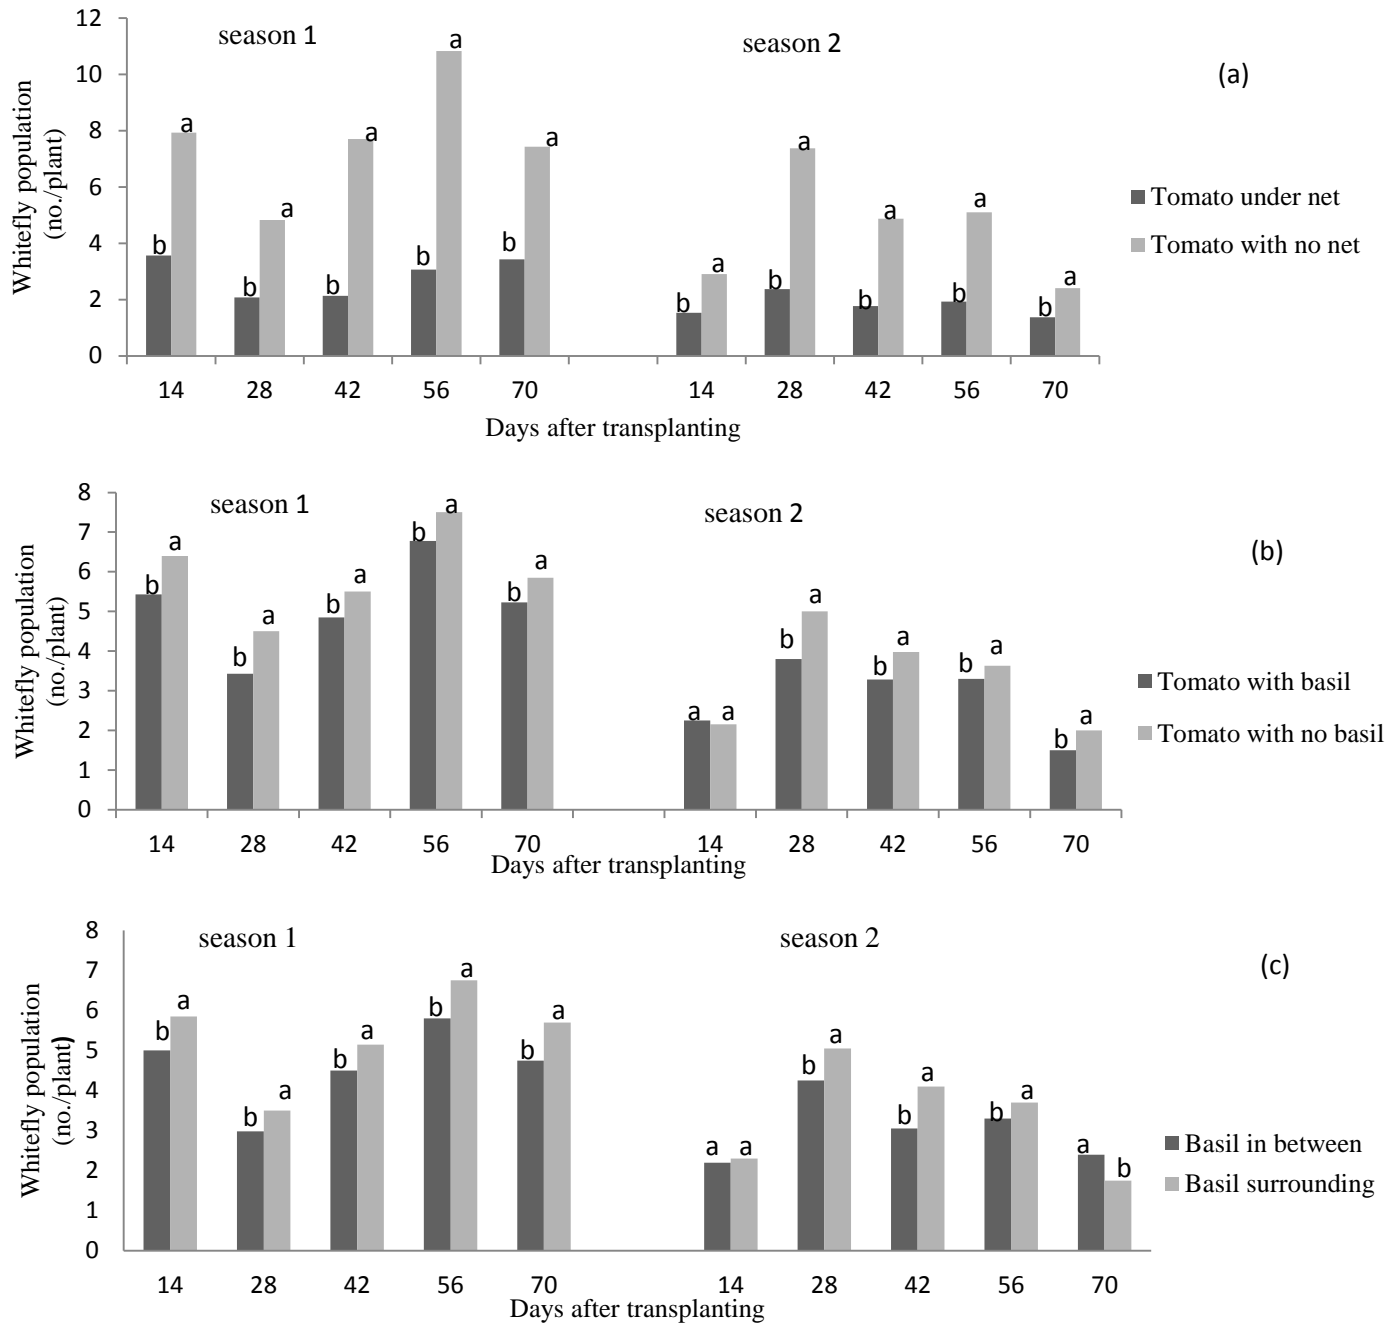 12
10
8
6
4
2
0
Whitefly population
(no./plant)
season 1
season 2
(a)
b a b a b a b a b a
b a b a b a b a b a
Tomato under net
Tomato with no net
14 28 42 56 70 14 28 42 56 70
Days after transplanting
8
7
6
5
4
3
2
1
0
Whitefly population
(no./plant)
season 1
season 2
(b)
b a b a b a b a b a
a a b a b a b a b a
Tomato with basil
Tomato with no basil
14 28 42 56 70 14 28 42 56 70
Days after transplanting
8
7
6
5
4
3
2
1
0
Whitefly population
(no./plant)
season 1
season 2
(c)
b a b a b a b a b a
a a b a b a b a a b
Basil in between
Basil surrounding
14 28 42 56 70 14 28 42 56 70
Days after transplanting